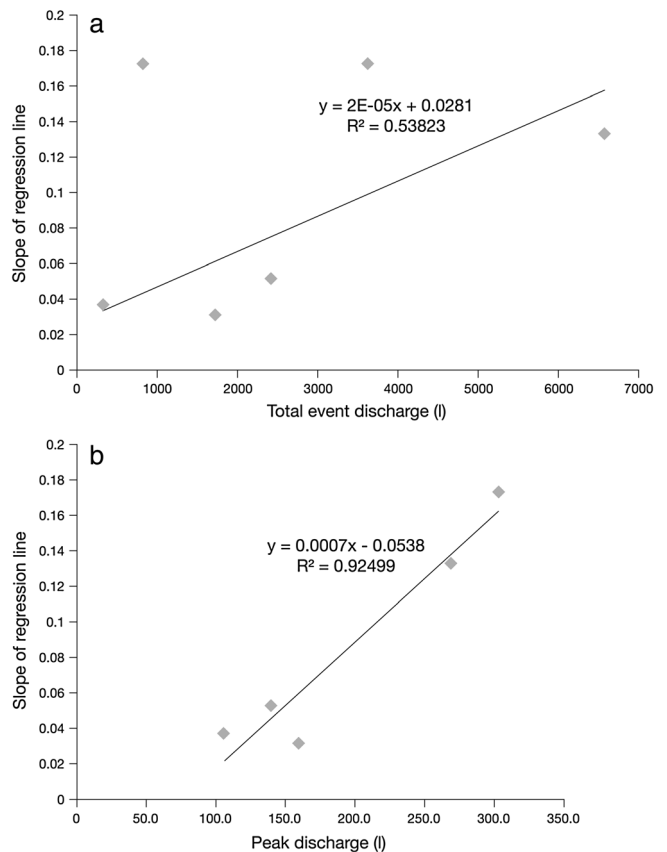 a
0.2
0.18
0.16
0.14
0.12
0.1
0.08
0.06
0.04
0.02
0
Slope of regression line
y = 2E-05x + 0.0281
R² = 0.53823
0 1000 2000 3000 4000 5000 6000 7000
Total event discharge (l)
b
0.2
0.18
0.16
0.14
0.12
0.1
0.08
0.06
0.04
0.02
0
Slope of regression line
y = 0.0007x - 0.0538
R² = 0.92499
0 50.0 100.0 150.0 200.0 250.0 300.0 350.0
Peak discharge (l)